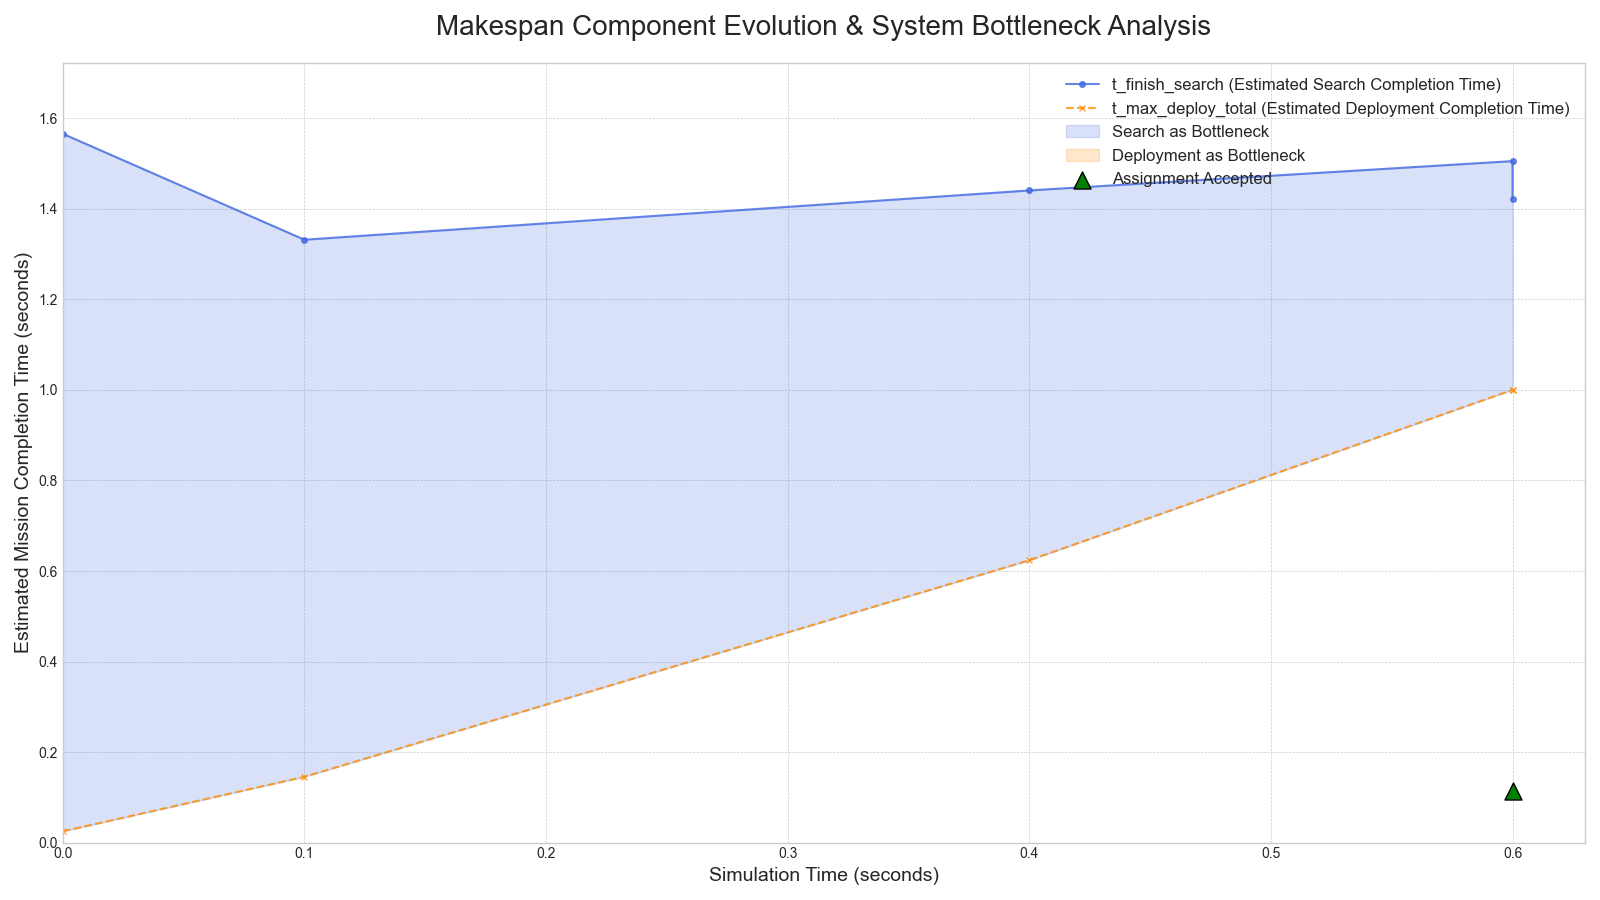 Makespan Component Evolution & System Bottleneck Analysis
t_finish_search (Estimated Search Completion Time)
t_max_deploy_total (Estimated Deployment Completion Time)
Search as Bottleneck
Deployment as Bottleneck
Assignment Accepted
Estimated Mission Completion Time (seconds)
1.6
1.4
1.2
1.0
0.8
0.6
0.4
0.2
0.0
0.0 0.1 0.2 0.3 0.4 0.5 0.6
Simulation Time (seconds)